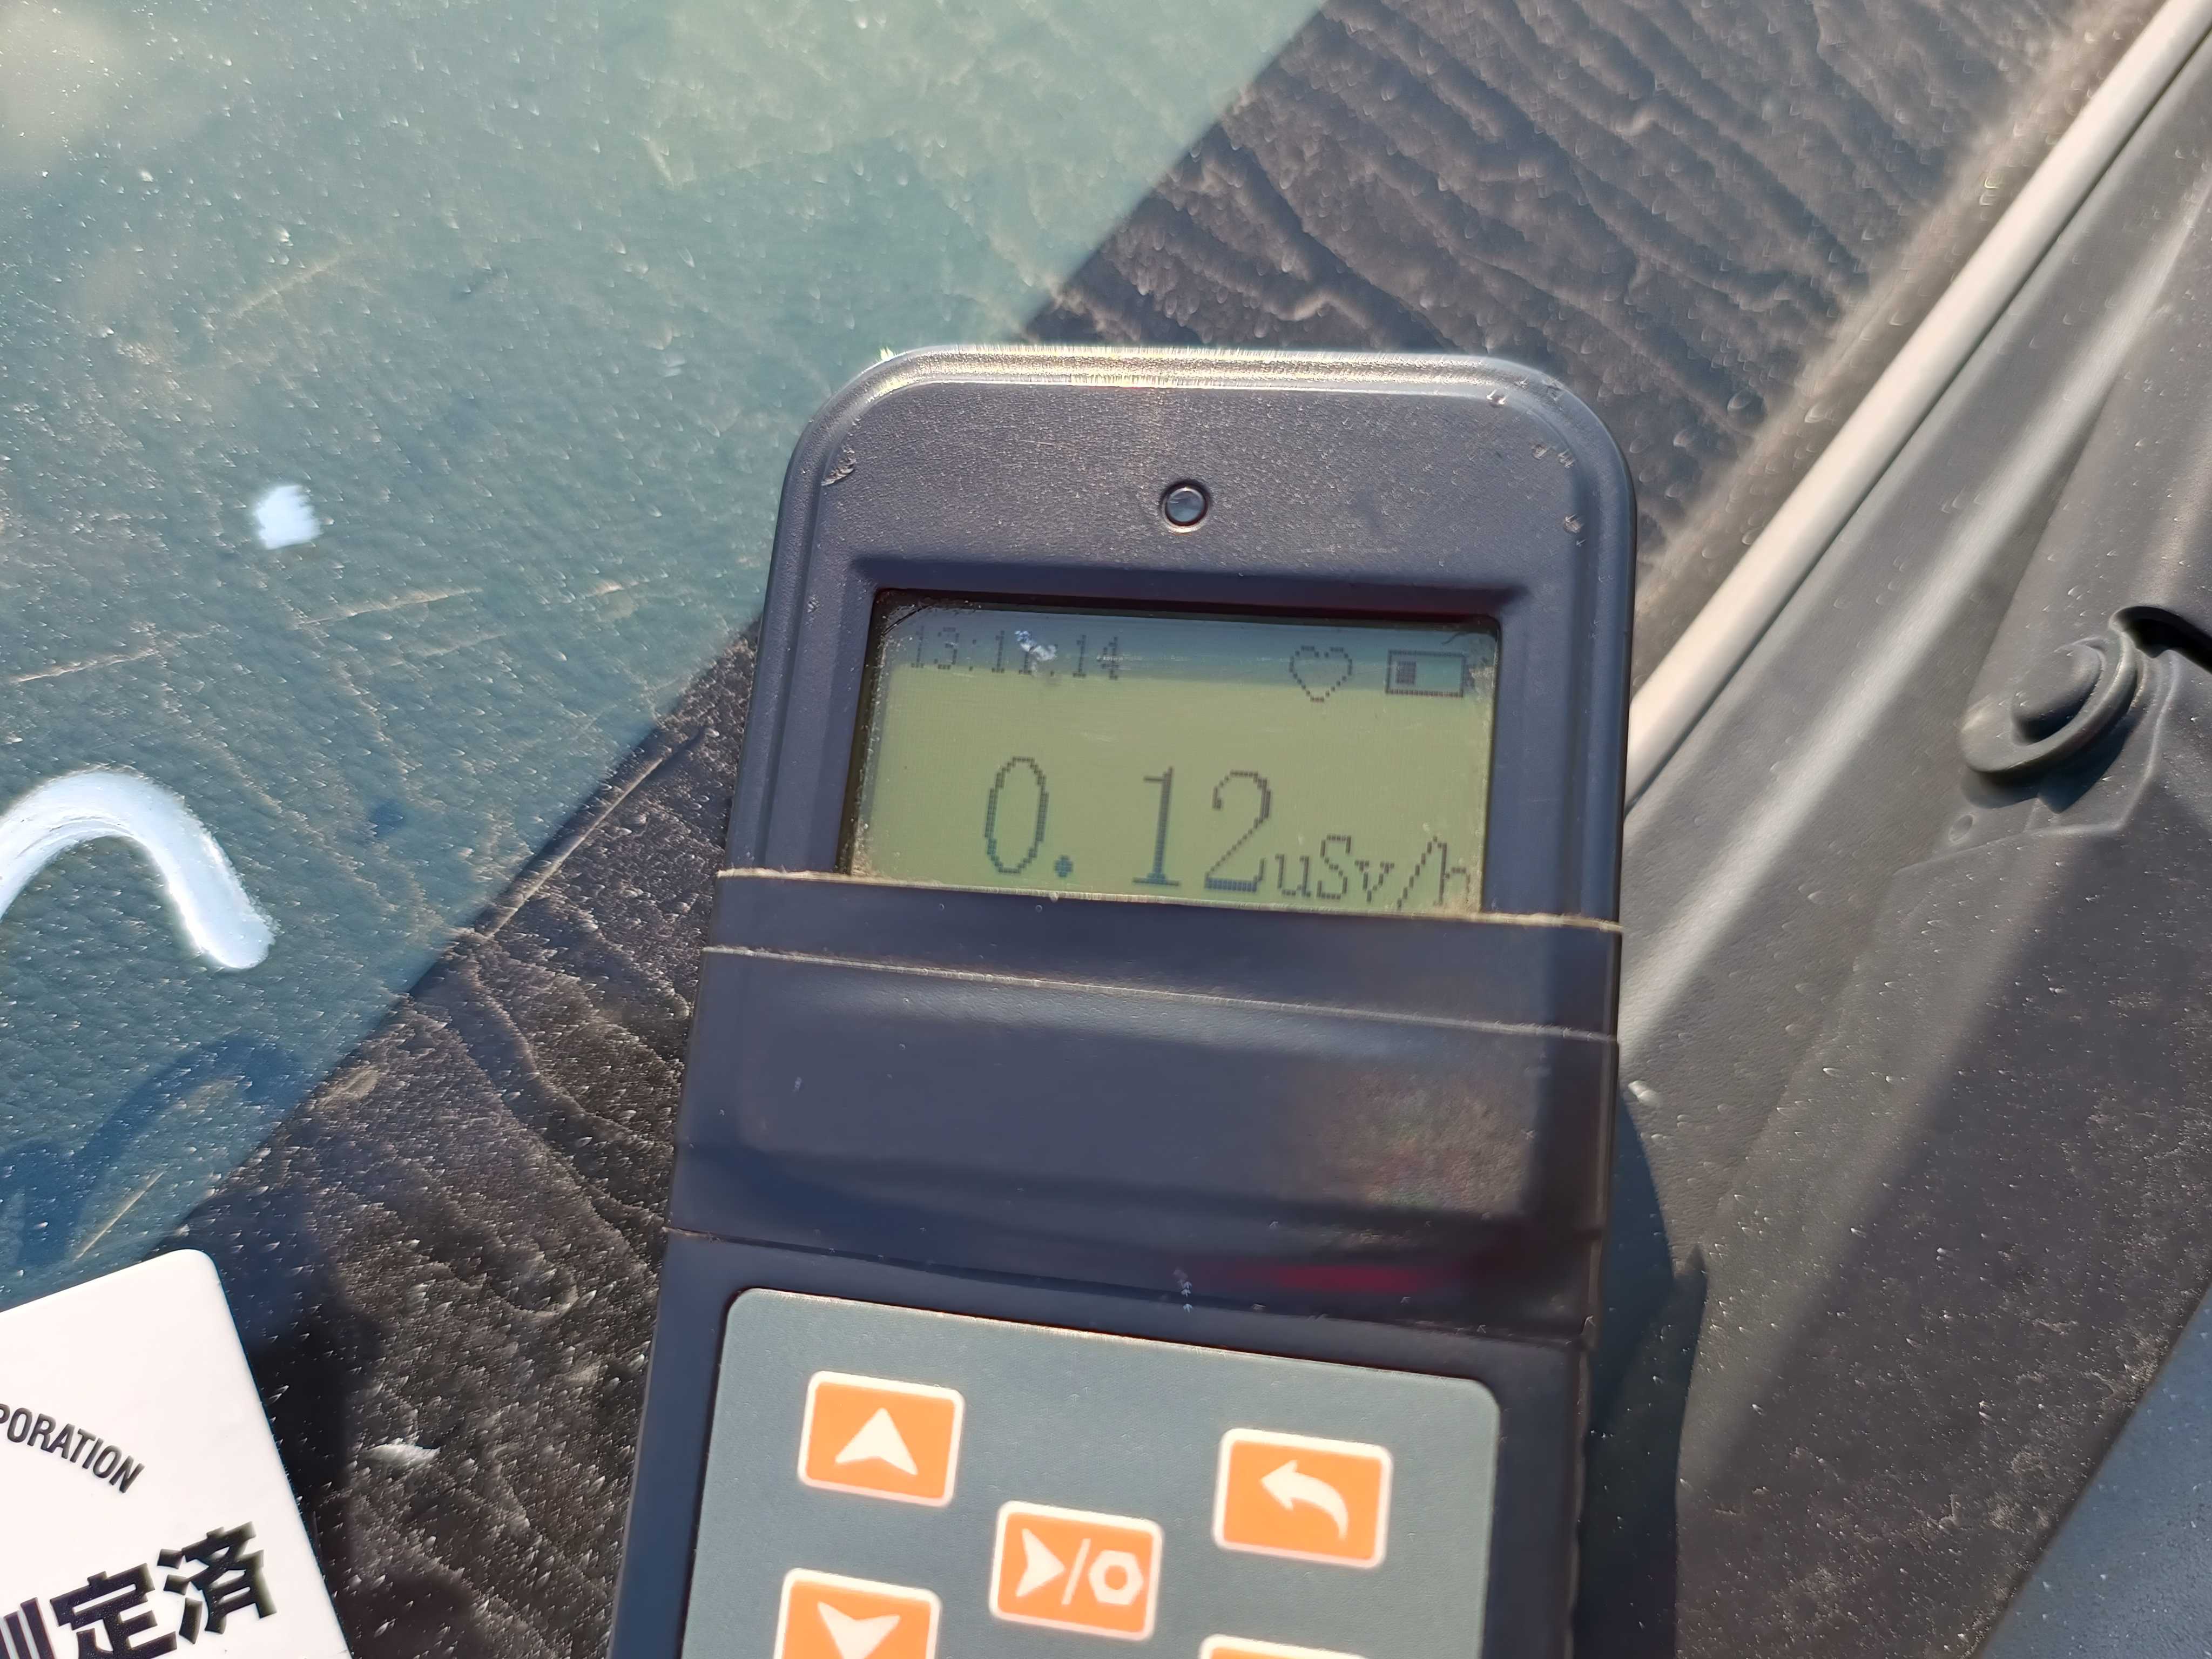 0.12uSv/h
PORATION
定済